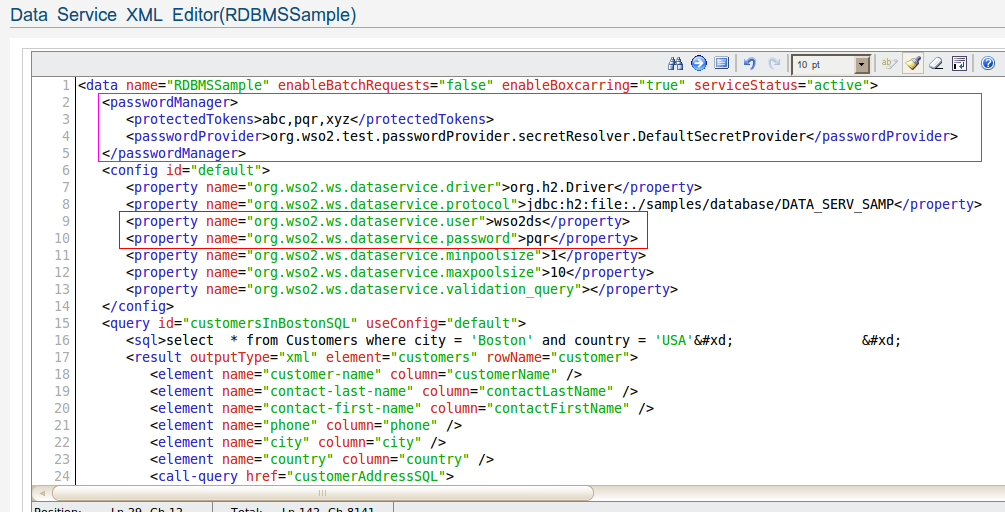 Data Service XML Editor(RDBMSSample)
10 pt
1 <data name="RDBMSSample" enableBatchRequests="false" enableBoxcarring="true" serviceStatus="active">
2 <passwordManager>
3 <protectedTokens>abc,pqr,xyz</protectedTokens>
4 <passwordProvider>org.wso2.test.passwordProvider.secretResolver.DefaultSecretProvider</passwordProvider>
5 </passwordManager>
6 <config id="default">
7 <property name="org.wso2.ws.dataservice.driver">org.h2.Driver</property>
8 <property name="org.wso2.ws.dataservice.protocol">jdbc:h2:file:./samples/database/DATA_SERV_SAMP</property>
9 <property name="org.wso2.ws.dataservice.user">wso2ds</property>
10 <property name="org.wso2.ws.dataservice.password">pqr</property>
11 <property name="org.wso2.ws.dataservice.minpoolsize">1</property>
12 <property name="org.wso2.ws.dataservice.maxpoolsize">10</property>
13 <property name="org.wso2.ws.dataservice.validation_query"></property>
14 </config>
15 <query id="customersInBostonSQL" useConfig="default">
16 <sql>select  * from Customers where city = 'Boston' and country = 'USA'&#xd; &#xd;
17 <result outputType="xml" element="customers" rowName="customer">
18 <element name="customer-name" column="customerName" />
19 <element name="contact-last-name" column="contactLastName" />
20 <element name="contact-first-name" column="contactFirstName" />
21 <element name="phone" column="phone" />
22 <element name="city" column="city" />
23 <element name="country" column="country" />
24 <call-query href="customerAddressSQL">
Position: Ln 29, Ch 12 Total: Ln 142, Ch 8141